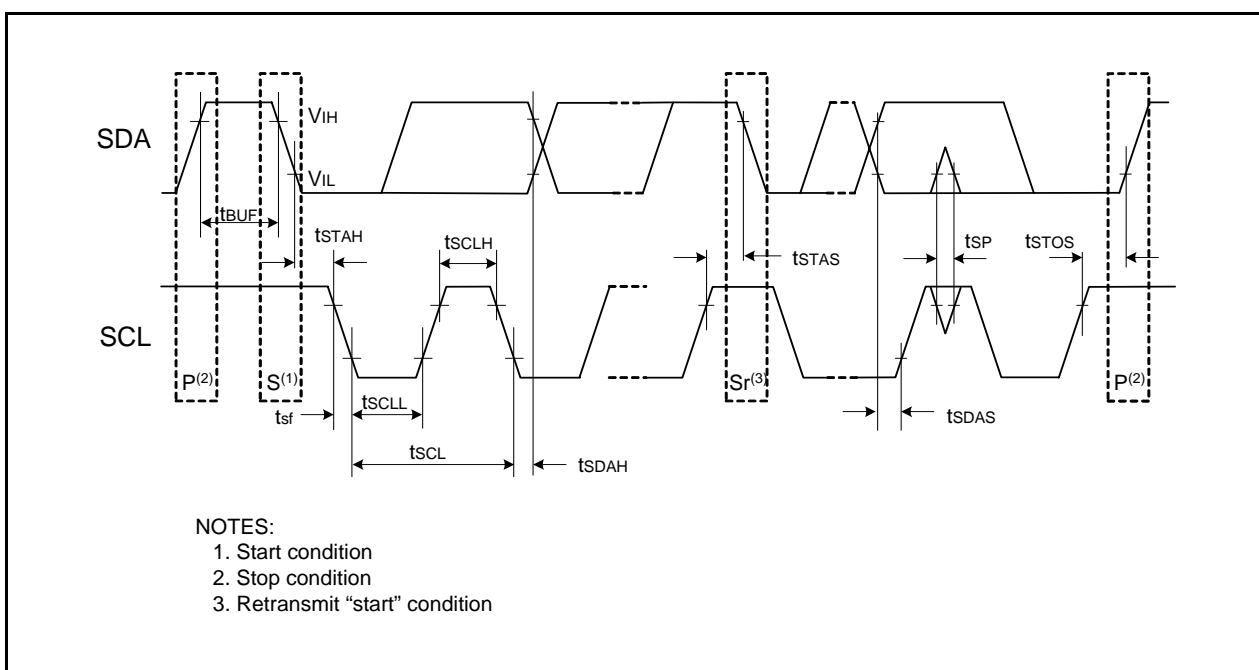 SDA
VIH
VIL
tBUF
tSTAH
tSCLH
tSTAS
tSP
tSTOS
SCL
P(2)
S(1)
Sr(3)
P(2)
tsf
tSCLL
tSCL
tSDAH
tSDAS
NOTES:
1. Start condition
2. Stop condition
3. Retransmit “start” condition